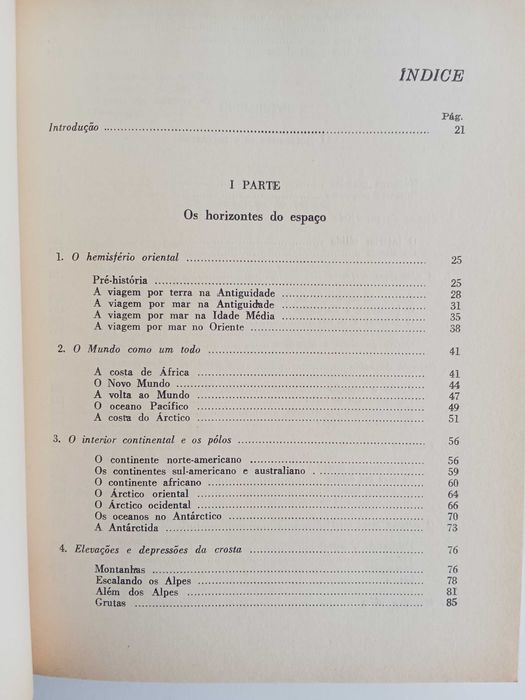 ÍNDICE
Pág.
Introdução ........ 21
I PARTE
Os horizontes do espaço
1. O hemisfério oriental ........ 25
Pré-história ........ 25
A viagem por terra na Antiguidade ........ 28
A viagem por mar na Antiguidade ........ 31
A viagem por mar na Idade Média ........ 35
A viagem por mar no Oriente ........ 38
2. O Mundo como um todo ........ 41
A costa de África ........ 41
O Novo Mundo ........ 44
A volta ao Mundo ........ 47
O oceano Pacífico ........ 49
A costa do Árctico ........ 51
3. O interior continental e os pólos ........ 56
O continente norte-americano ........ 56
Os continentes sul-americano e australiano ........ 59
O continente africano ........ 60
O Árctico oriental ........ 64
O Árctico ocidental ........ 66
Os oceanos no Antárctico ........ 70
A Antárctida ........ 73
4. Elevações e depressões da crosta ........ 76
Montanhas ........ 76
Escalando os Alpes ........ 78
Além dos Alpes ........ 81
Grutas ........ 85